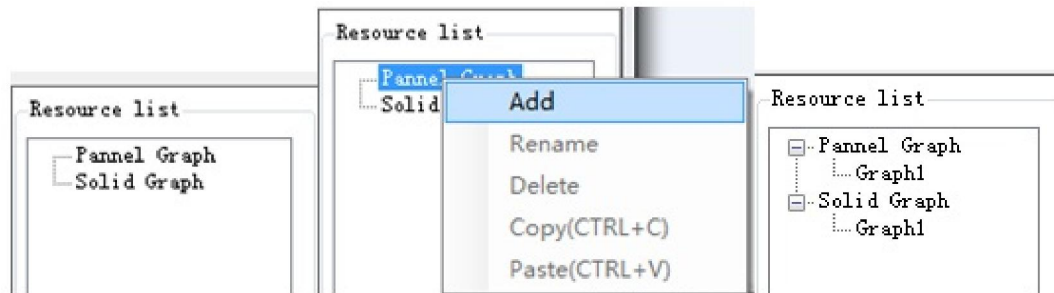 Resource list
Pannel Graph
Solid Graph
Resource list
Pannel Graph
Solid
Add
Rename
Delete
Copy(CTRL+C)
Paste(CTRL+V)
Resource list
Pannel Graph
Graph1
Solid Graph
Graph1